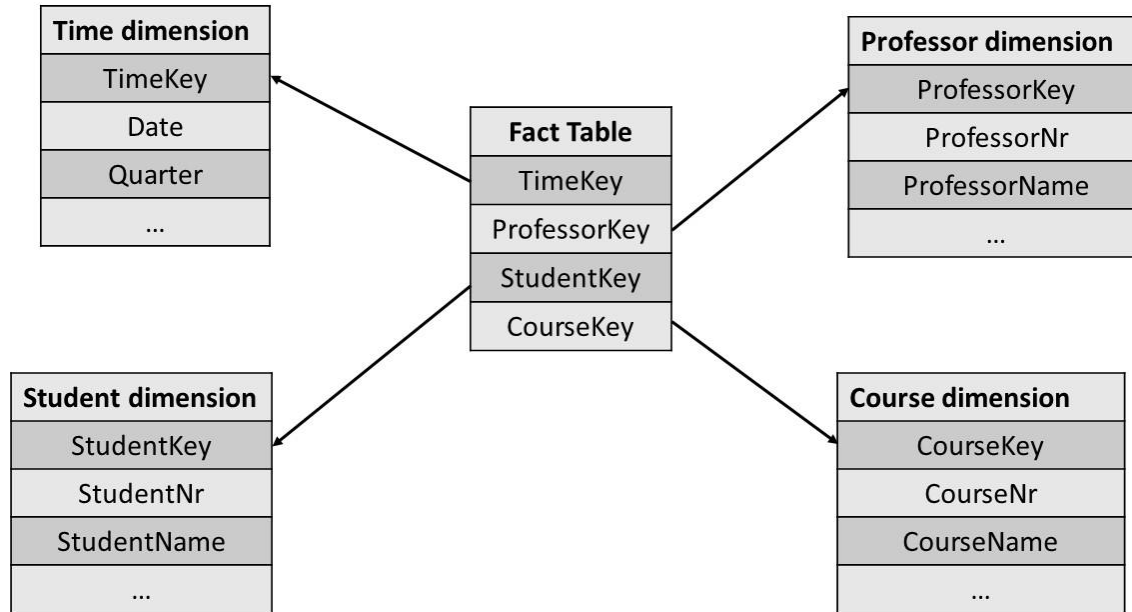 Time dimension
TimeKey
Date
Quarter
...
Professor dimension
ProfessorKey
ProfessorNr
ProfessorName
...
Fact Table
TimeKey
ProfessorKey
StudentKey
CourseKey
Student dimension
StudentKey
StudentNr
StudentName
...
Course dimension
CourseKey
CourseNr
CourseName
...